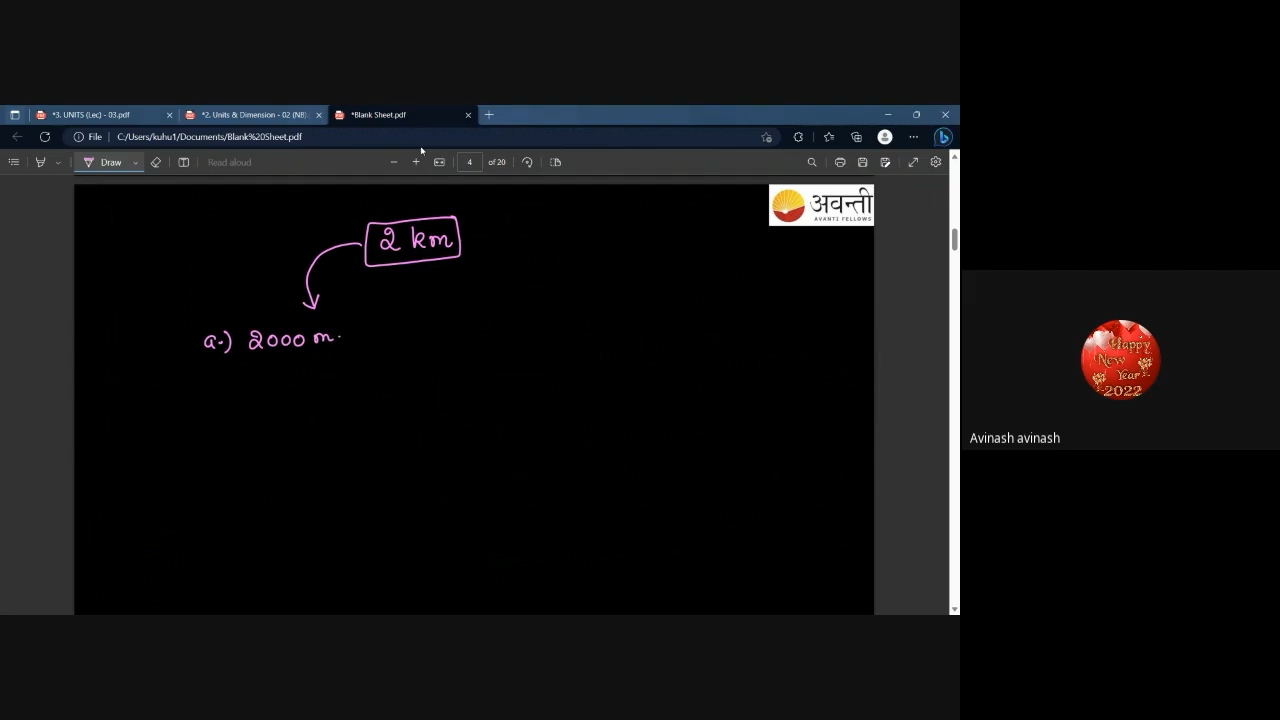 *3. UNITS (Lec) - 03.pdf
*2. Units & Dimension - 02 (NB).
*Blank Sheet.pdf
File
C:/Users/kuhu1/Documents/Blank%20Sheet.pdf
Draw
Read aloud
4
of 20
अवन्ती
AVANTI FELLOWS
2 km
a.) 2000 m.
Happy
New
Year
2022
Avinash avinash